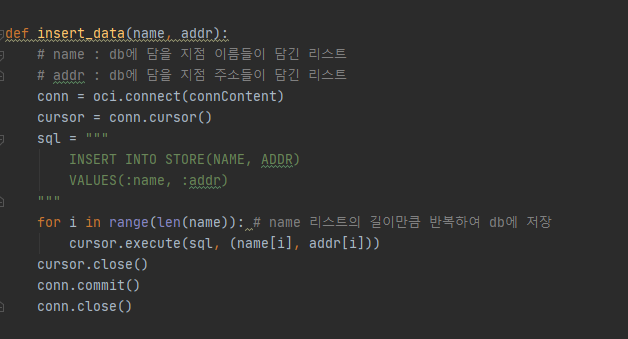 def insert_data(name, addr):
    # name : db에 담을 지점 이름들이 담긴 리스트
    # addr : db에 담을 지점 주소들이 담긴 리스트
    conn = oci.connect(connContent)
    cursor = conn.cursor()
    sql = """
        INSERT INTO STORE(NAME, ADDR)
        VALUES(:name, :addr)
    """
    for i in range(len(name)): # name 리스트의 길이만큼 반복하여 db에 저장
        cursor.execute(sql, (name[i], addr[i]))
    cursor.close()
    conn.commit()
    conn.close()